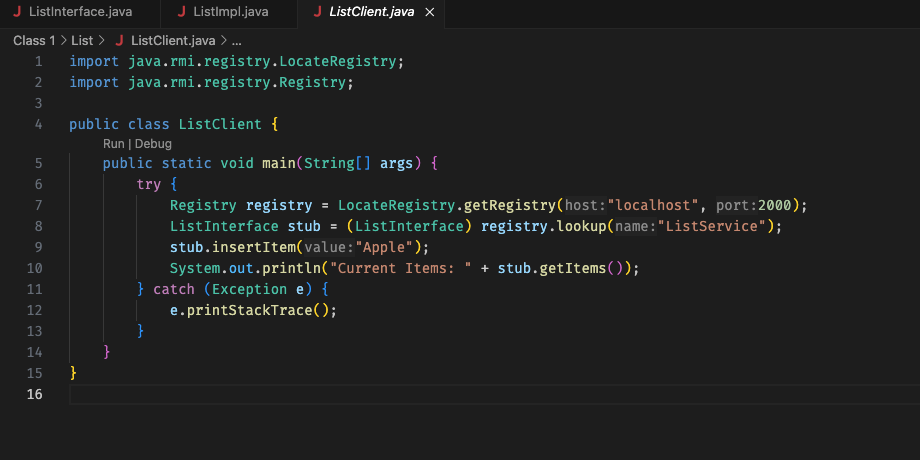 ListInterface.java
ListImpl.java
ListClient.java
Class 1 > List > ListClient.java > ...
1 import java.rmi.registry.LocateRegistry;
2 import java.rmi.registry.Registry;
3
4 public class ListClient {
Run | Debug
5     public static void main(String[] args) {
6         try {
7             Registry registry = LocateRegistry.getRegistry(host:"localhost", port:2000);
8             ListInterface stub = (ListInterface) registry.lookup(name:"ListService");
9             stub.insertItem(value:"Apple");
10             System.out.println("Current Items: " + stub.getItems());
11         } catch (Exception e) {
12             e.printStackTrace();
13         }
14     }
15 }
16